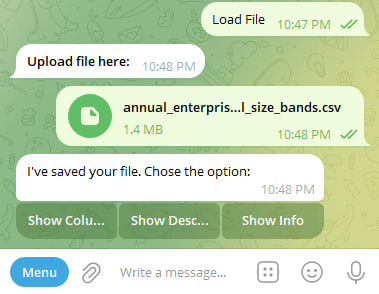 Load File
10:47 PM
Upload file here:
10:48 PM
annual_enterpris...l_size_bands.csv
1.4 MB
10:48 PM
I've saved your file. Chose the option:
10:48 PM
Show Colu...
Show Desc...
Show Info
Menu
Write a message...